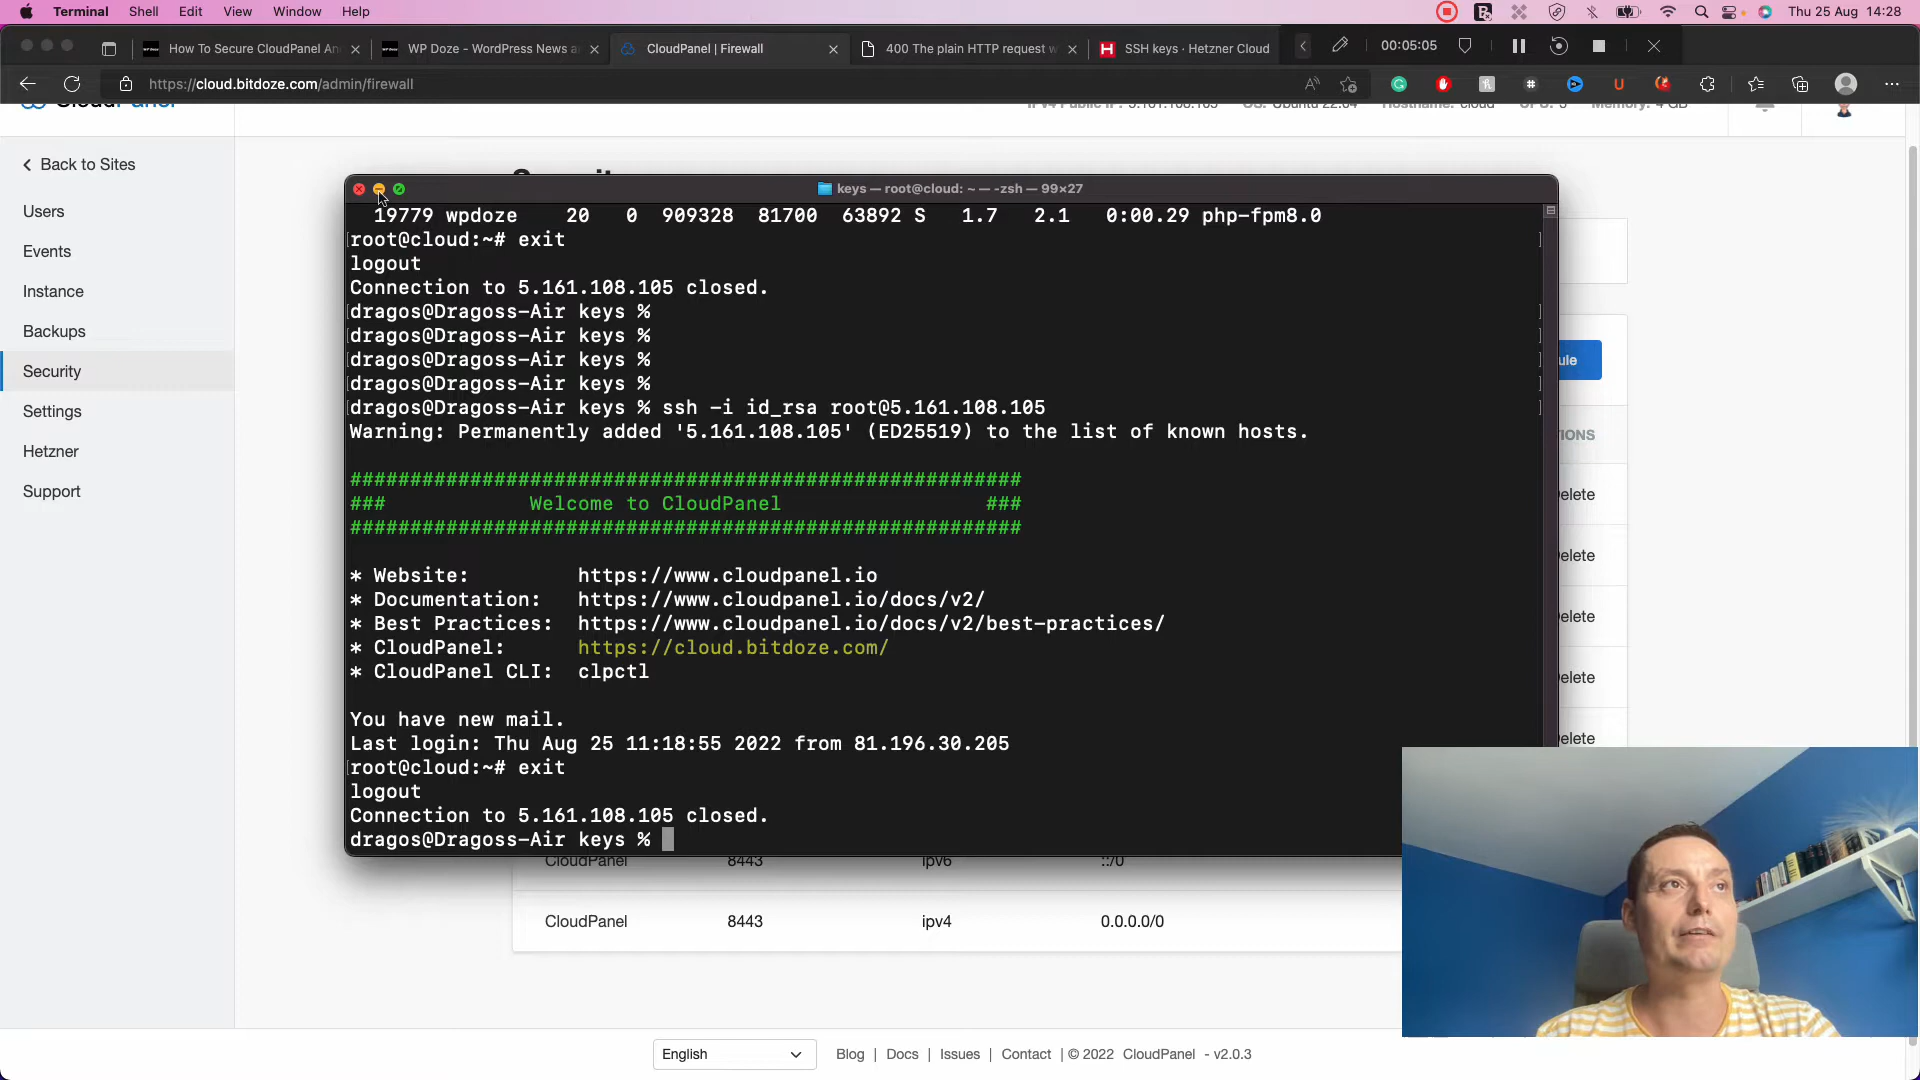 Terminal Shell Edit View Window Help
Thu 25 Aug 14:28
How To Secure CloudPanel An
WP Doze - WordPress News a
CloudPanel | Firewall
400 The plain HTTP request w
SSH keys · Hetzner Cloud
00:05:05
https://cloud.bitdoze.com/admin/firewall
Back to Sites
Users
Events
Instance
Backups
Security
Settings
Hetzner
Support
keys — root@cloud: ~ — -zsh — 99×27
19779 wpdoze 20 0 909328 81700 63892 S 1.7 2.1 0:00.29 php-fpm8.0
root@cloud:~# exit
logout
Connection to 5.161.108.105 closed.
dragos@Dragoss-Air keys %
dragos@Dragoss-Air keys %
dragos@Dragoss-Air keys %
dragos@Dragoss-Air keys %
dragos@Dragoss-Air keys % ssh -i id_rsa root@5.161.108.105
Warning: Permanently added '5.161.108.105' (ED25519) to the list of known hosts.
########################################################
### Welcome to CloudPanel ###
########################################################
* Website: https://www.cloudpanel.io
* Documentation: https://www.cloudpanel.io/docs/v2/
* Best Practices: https://www.cloudpanel.io/docs/v2/best-practices/
* CloudPanel: https://cloud.bitdoze.com/
* CloudPanel CLI: clpctl
You have new mail.
Last login: Thu Aug 25 11:18:55 2022 from 81.196.30.205
root@cloud:~# exit
logout
Connection to 5.161.108.105 closed.
dragos@Dragoss-Air keys %
ule
IONS
elete
elete
elete
elete
elete
CloudPanel 8443 ipv6 ::/0
CloudPanel 8443 ipv4 0.0.0.0/0
English
Blog | Docs | Issues | Contact | © 2022 CloudPanel - v2.0.3